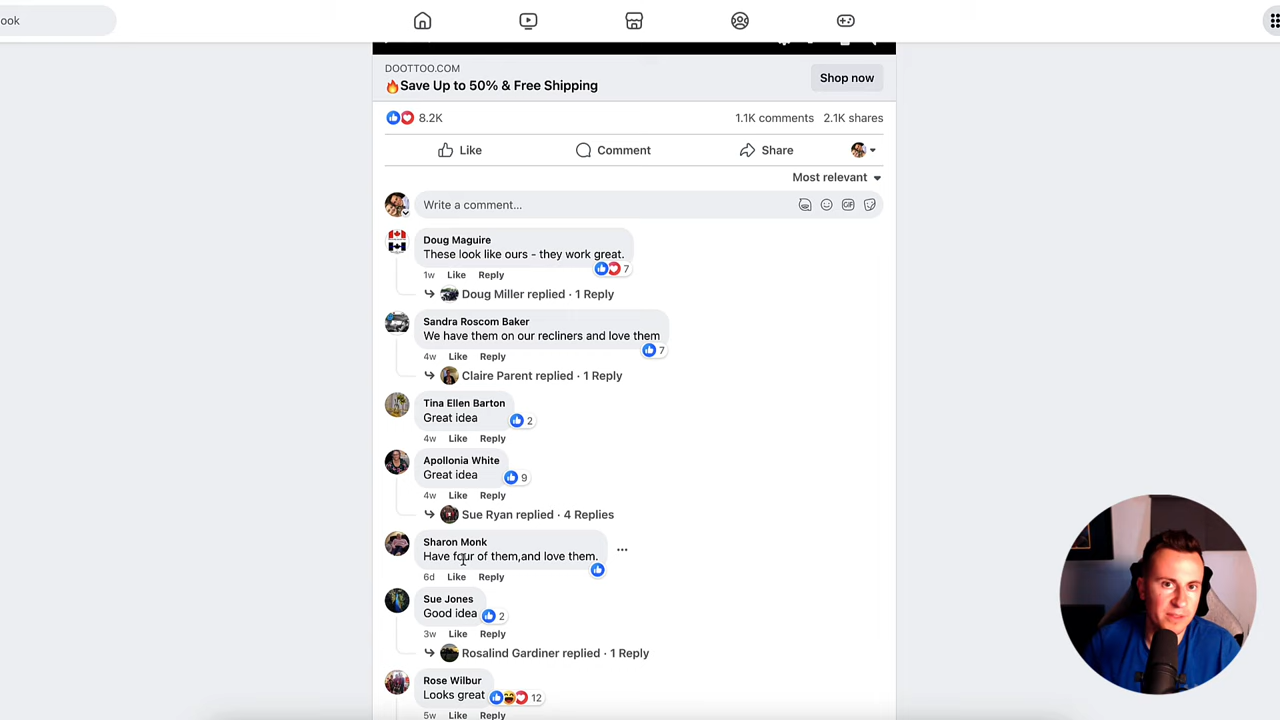 ook
DOOTTOO.COM
🔥Save Up to 50% & Free Shipping
Shop now
8.2K
1.1K comments 2.1K shares
Like Comment Share
Most relevant
Write a comment...
GIF
Doug Maguire
These look like ours - they work great.
7
1w Like Reply
Doug Miller replied · 1 Reply
Sandra Roscom Baker
We have them on our recliners and love them
7
4w Like Reply
Claire Parent replied · 1 Reply
Tina Ellen Barton
Great idea
2
4w Like Reply
Apollonia White
Great idea
9
4w Like Reply
Sue Ryan replied · 4 Replies
Sharon Monk
Have four of them,and love them.
6d Like Reply
Sue Jones
Good idea
2
3w Like Reply
Rosalind Gardiner replied · 1 Reply
Rose Wilbur
Looks great
12
5w Like Reply